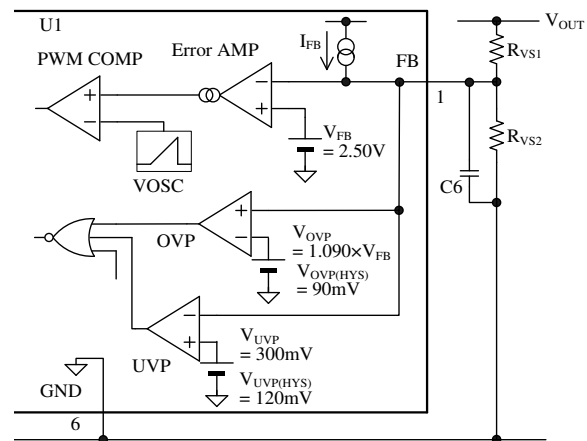 U1
V_OUT
I_FB
Error AMP
PWM COMP
FB
R_VS1
1
V_FB
= 2.50V
R_VS2
VOSC
C6
OVP
V_OVP
= 1.090×V_FB
V_OVP(HYS)
= 90mV
UVP
V_UVP
= 300mV
V_UVP(HYS)
= 120mV
GND
6